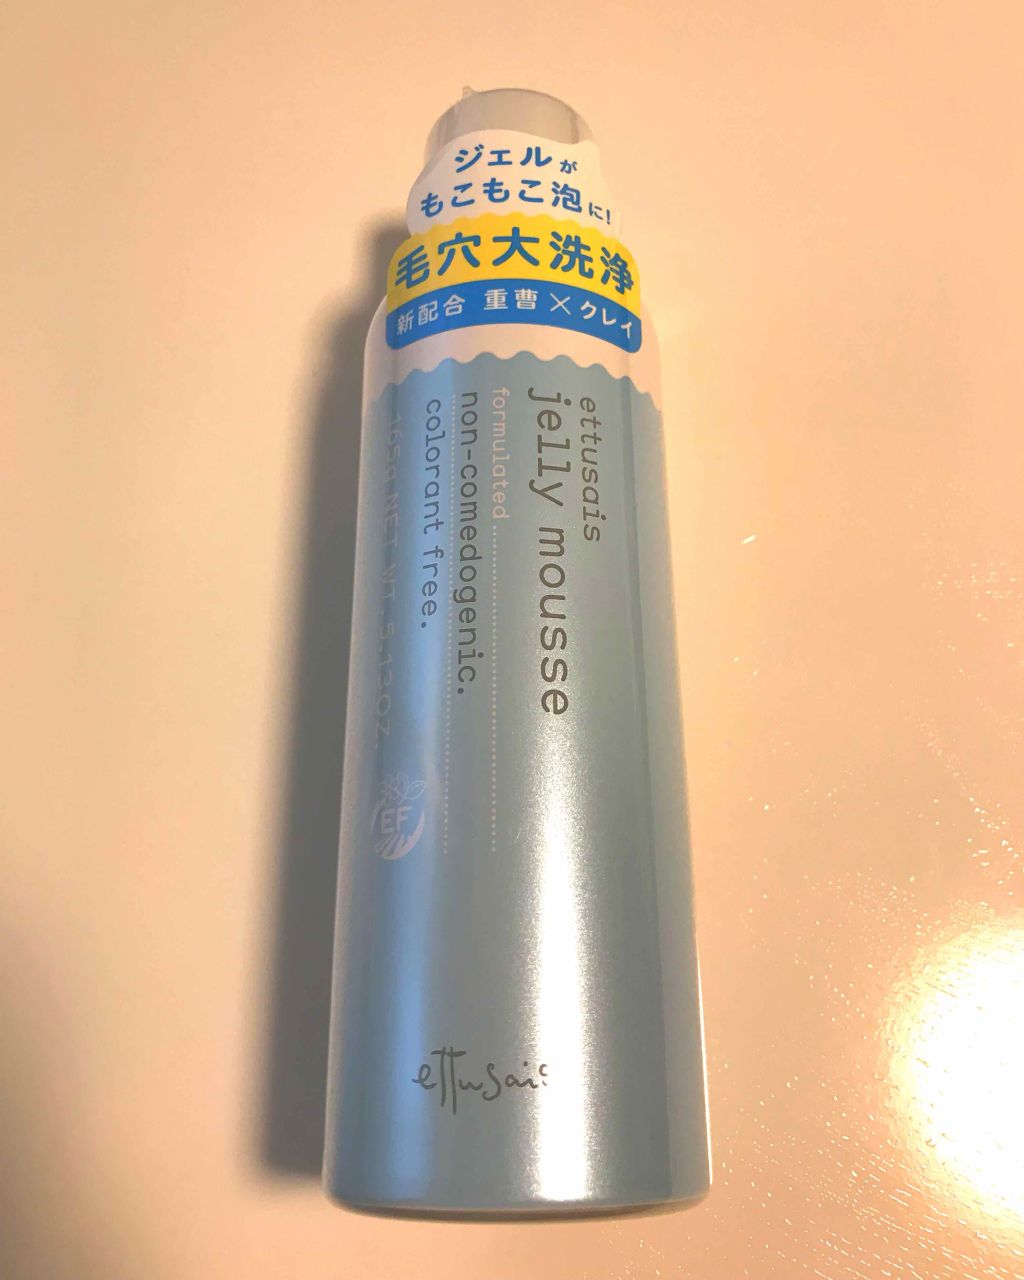 ジェルが
もこもこ泡に!
毛穴大洗浄
新配合 重曹×クレイ
ettusais
jelly mousse
formulated
non-comedogenic.
colorant free.
165g NET WT. 5.13OZ.
EF
ettusais